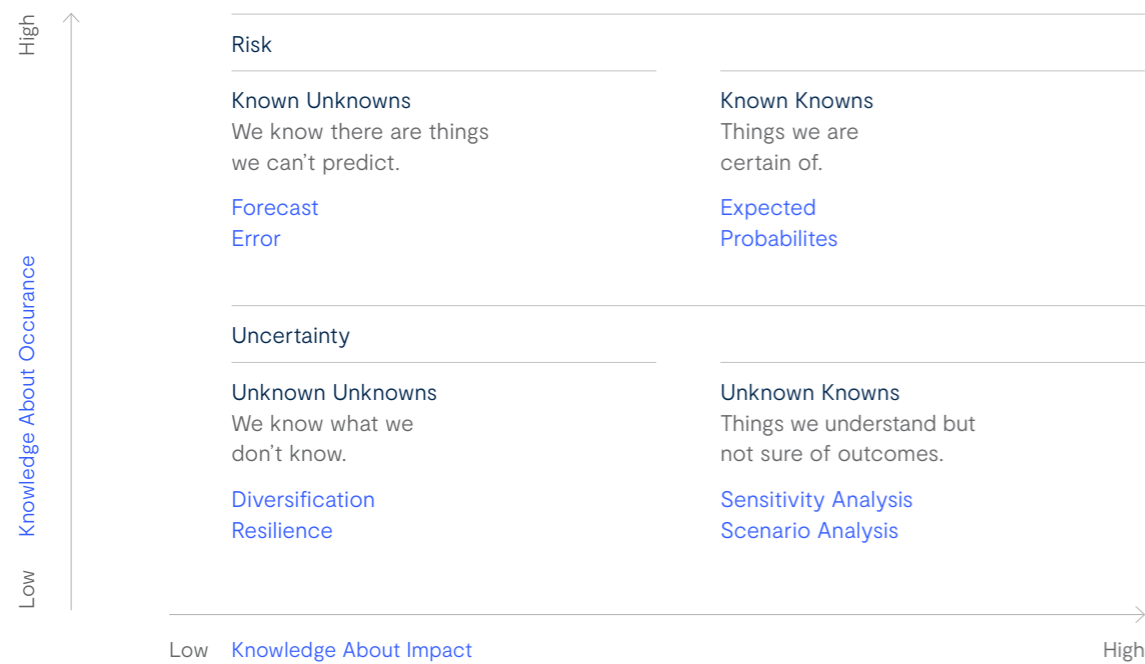 High
Knowledge About Occurance
Low
Risk
Known Unknowns
We know there are things
we can't predict.
Forecast
Error
Known Knowns
Things we are
certain of.
Expected
Probabilites
Uncertainty
Unknown Unknowns
We know what we
don't know.
Diversification
Resilience
Unknown Knowns
Things we understand but
not sure of outcomes.
Sensitivity Analysis
Scenario Analysis
Low
Knowledge About Impact
High